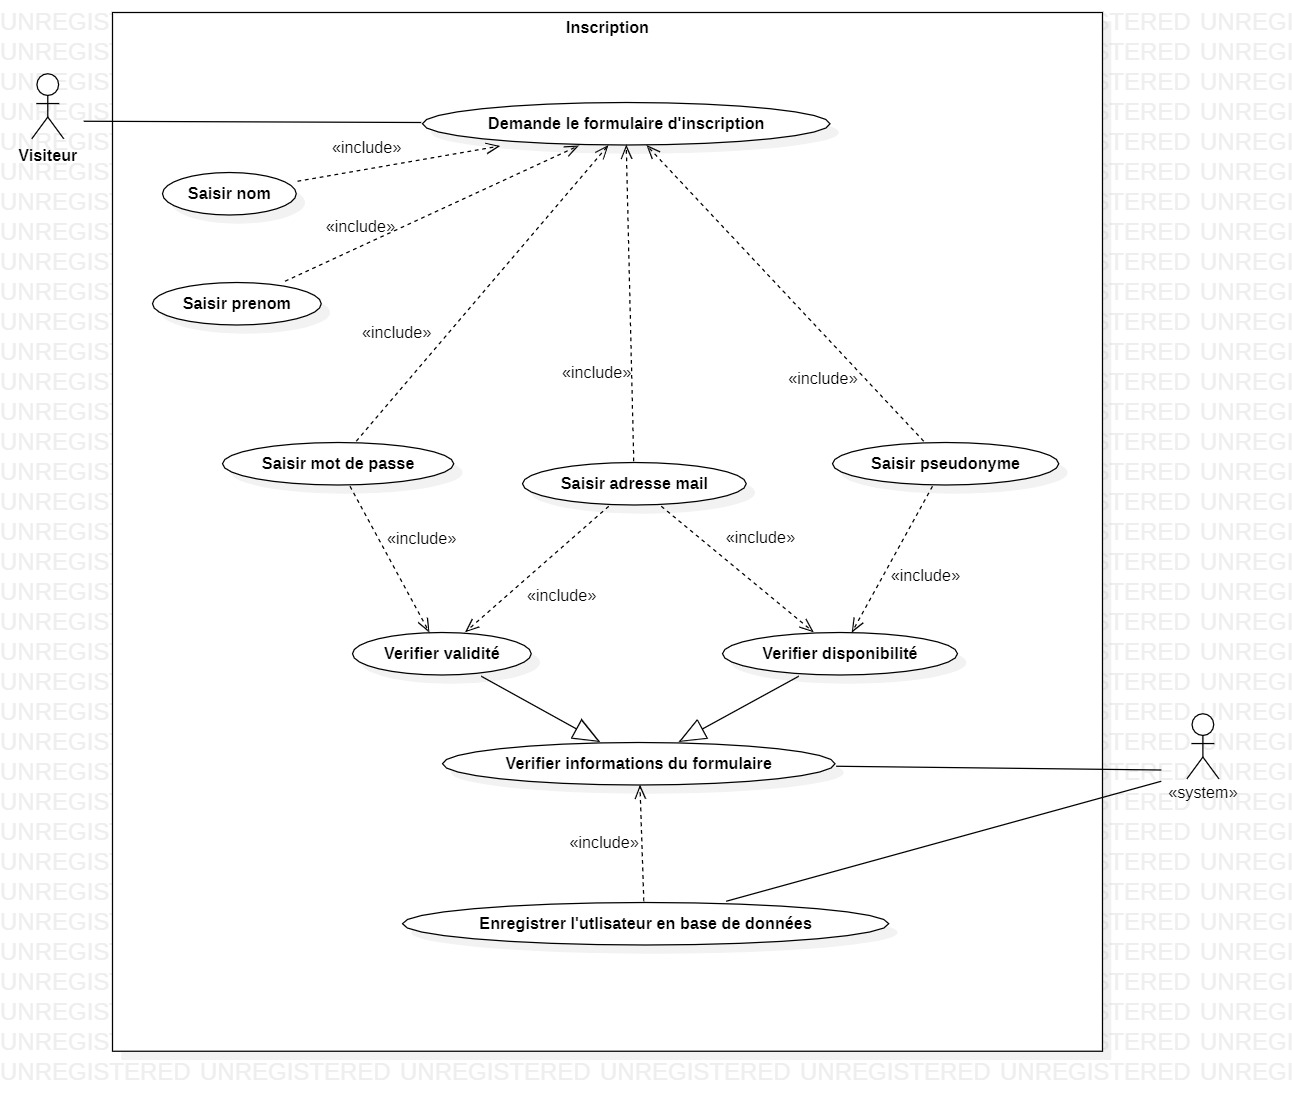 Inscription
Visiteur
Demande le formulaire d'inscription
«include»
Saisir nom
«include»
Saisir prenom
«include»
«include»
«include»
Saisir mot de passe
Saisir adresse mail
Saisir pseudonyme
«include»
«include»
«include»
«include»
Verifier validité
Verifier disponibilité
Verifier informations du formulaire
«system»
«include»
Enregistrer l'utlisateur en base de données
UNREGISTERED UNREGISTERED UNREGISTERED UNREGISTERED UNREGISTERED UNREGISTERED UNREGI